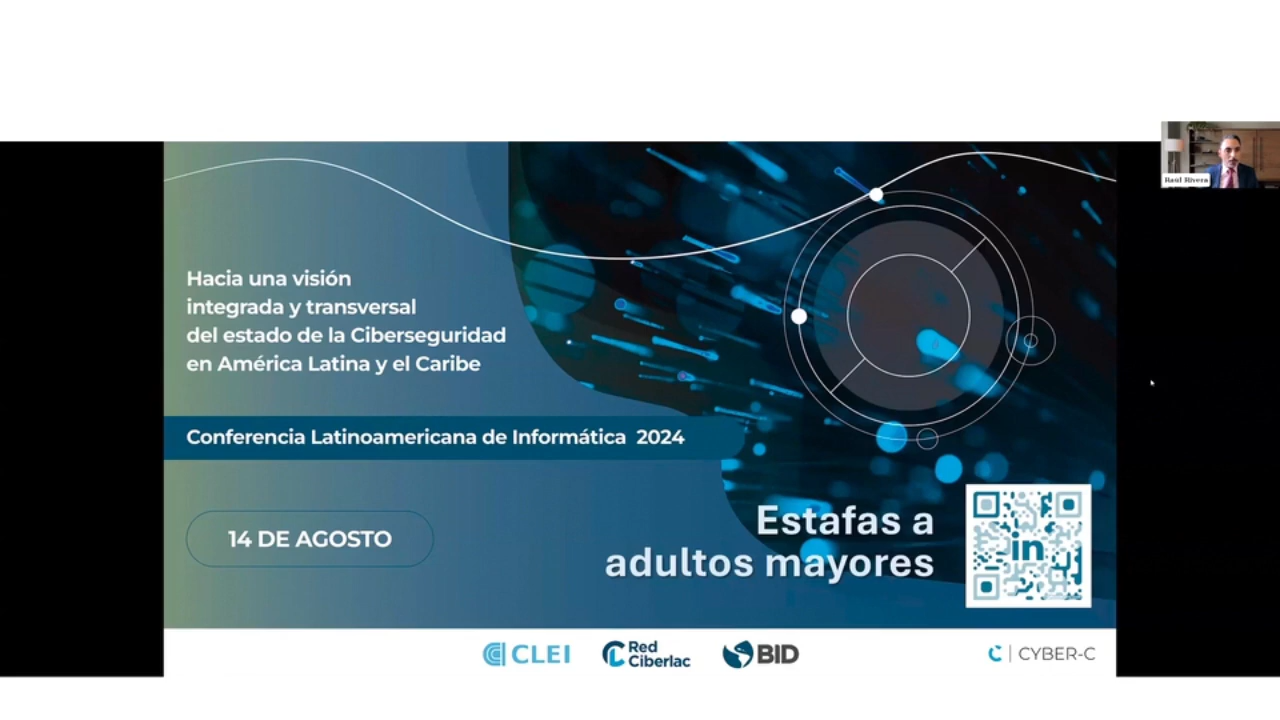 Raúl Rivera
Hacia una visión
integrada y transversal
del estado de la Ciberseguridad
en América Latina y el Caribe
Conferencia Latinoamericana de Informática 2024
14 DE AGOSTO
Estafas a
adultos mayores
in
CLEI
Red
Ciberlac
BID
CYBER-C